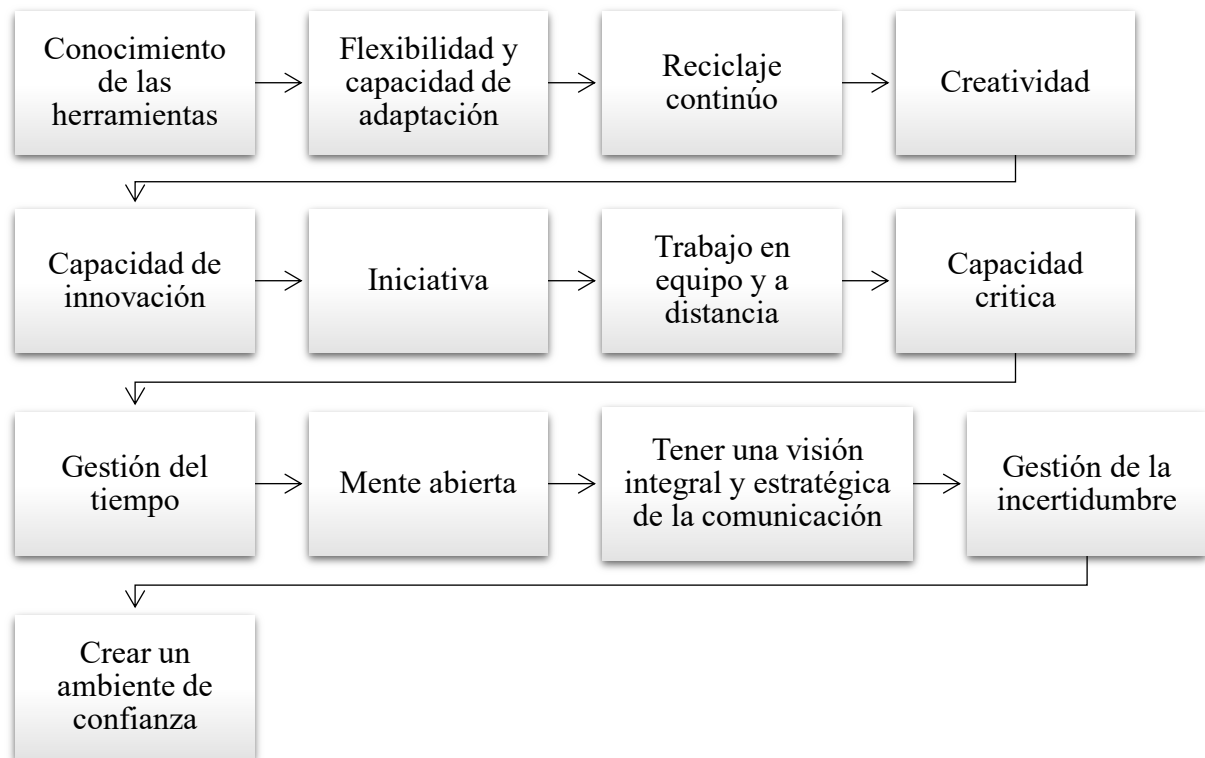 Conocimiento
de las
herramientas
Flexibilidad y
capacidad de
adaptación
Reciclaje
continúo
Creatividad
Capacidad de
innovación
Iniciativa
Trabajo en
equipo y a
distancia
Capacidad
critica
Gestión del
tiempo
Mente abierta
Tener una visión
integral y estratégica
de la comunicación
Gestión de la
incertidumbre
Crear un
ambiente de
confianza